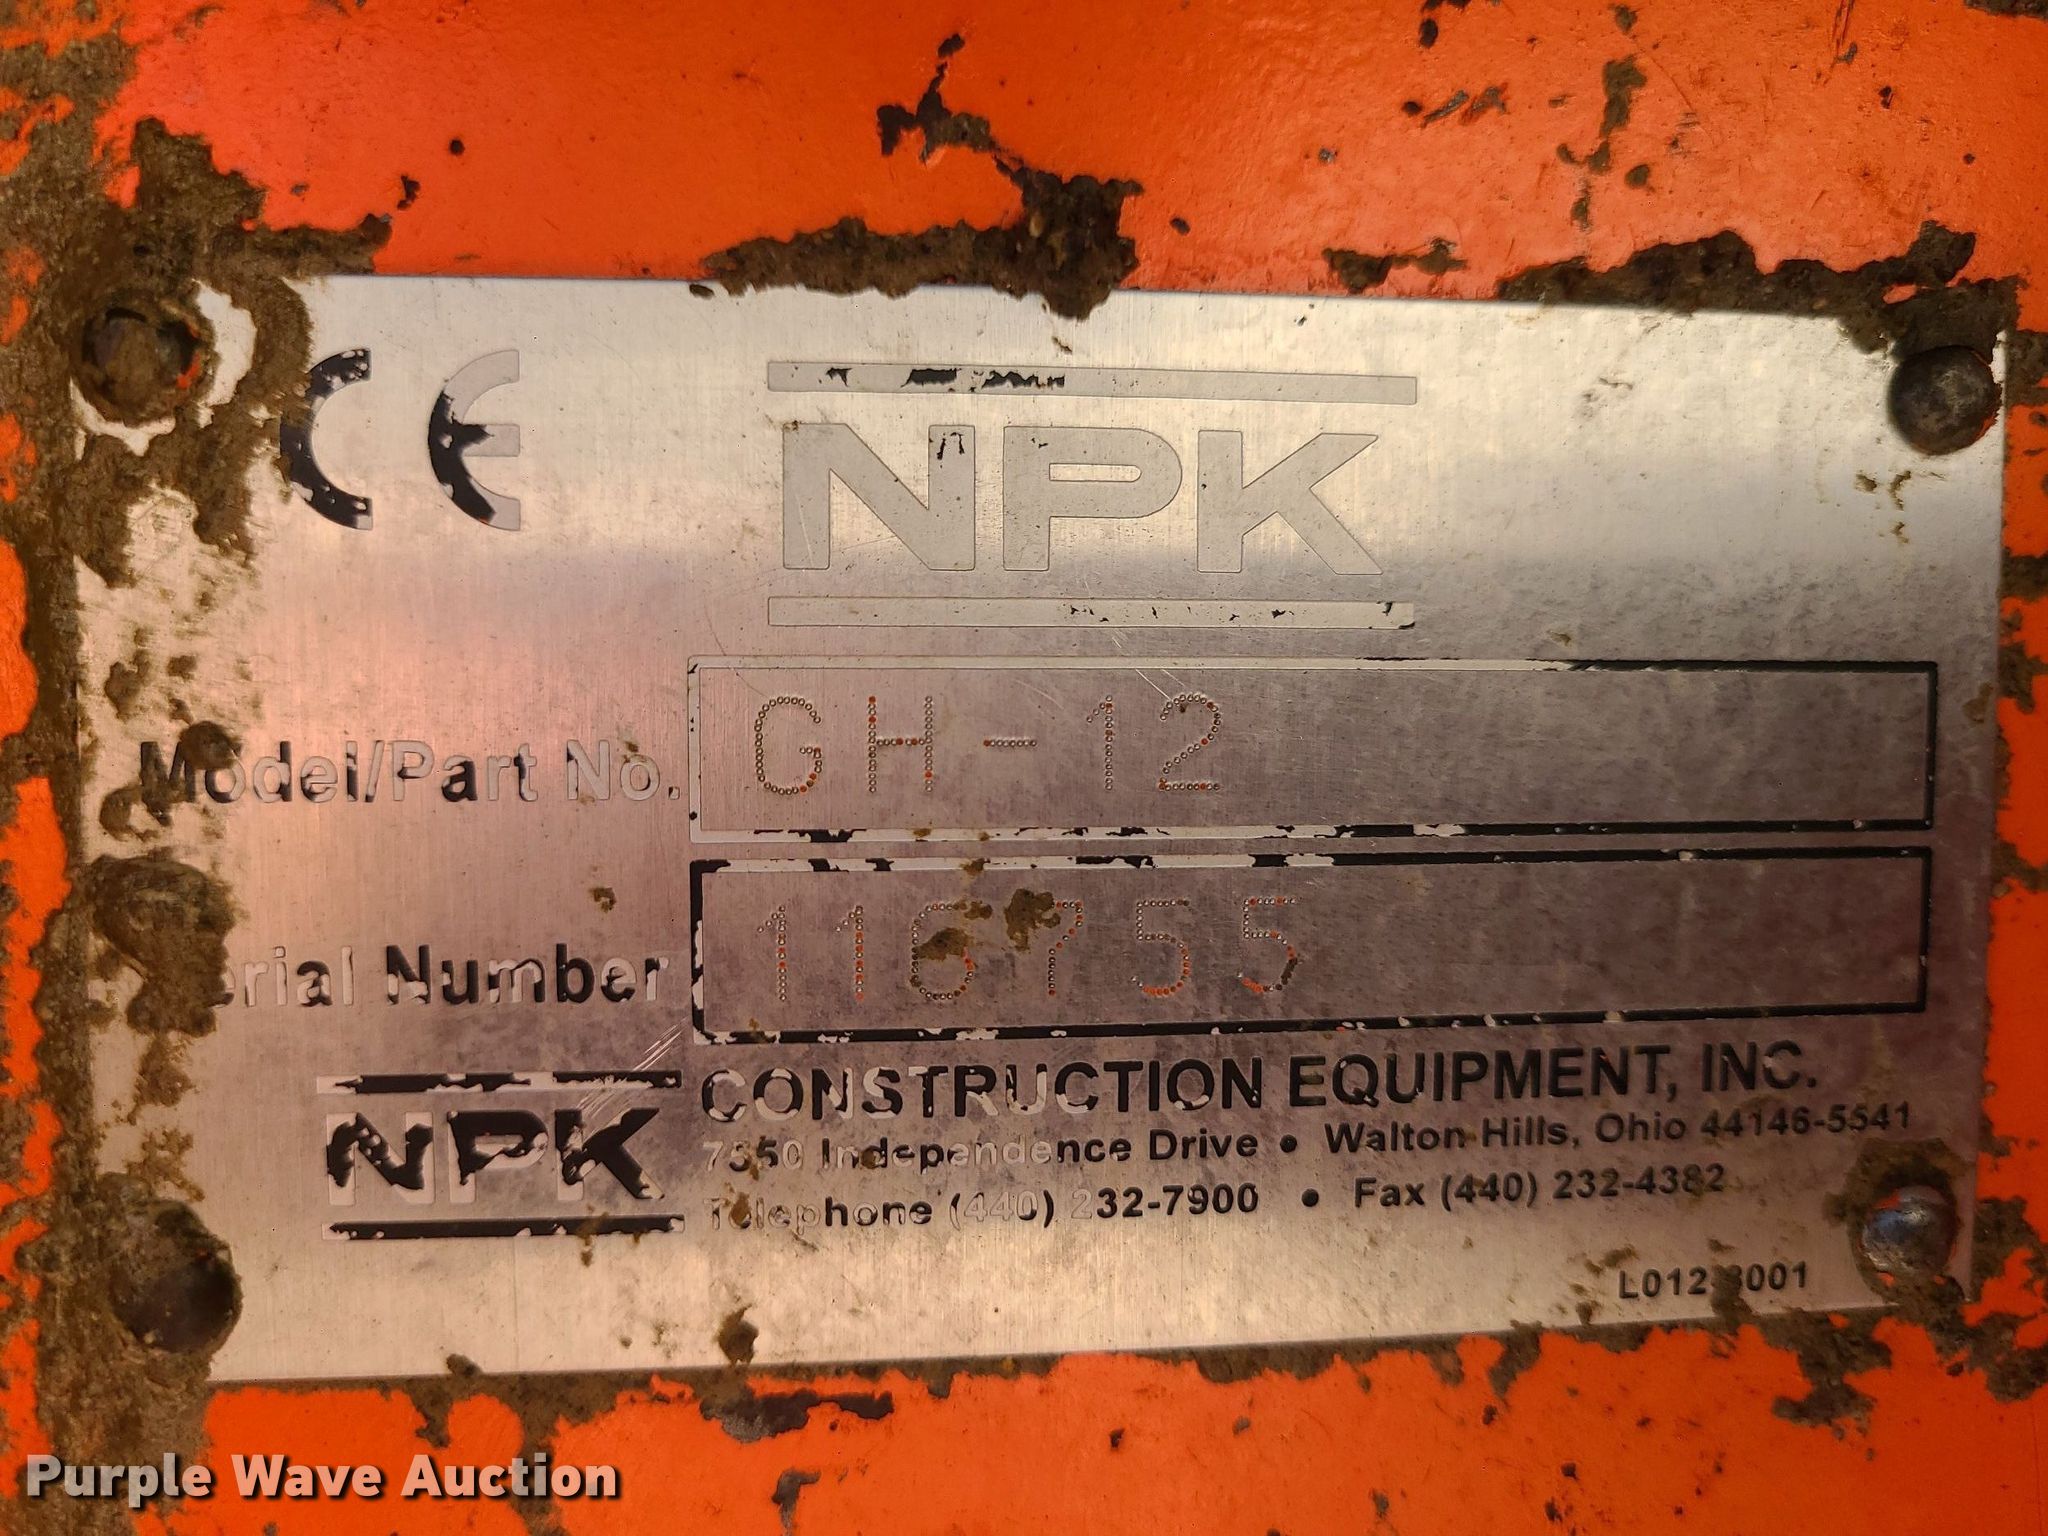 CE
NPK
Model/Part No. GH-12
Serial Number 116755
NPK CONSTRUCTION EQUIPMENT, INC.
7550 Independence Drive • Walton Hills, Ohio 44146-5541
Telephone (440) 232-7900 • Fax (440) 232-4382
Purple Wave Auction